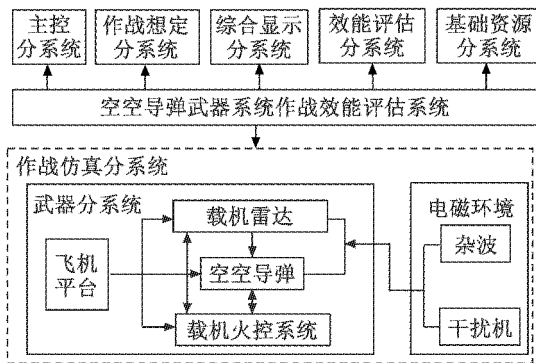 主控
分系统
作战想定
分系统
综合显示
分系统
效能评估
分系统
基础资源
分系统
空空导弹武器系统作战效能评估系统
作战仿真分系统
武器分系统
载机雷达
飞机
平台
空空导弹
载机火控系统
电磁环境
杂波
干扰机